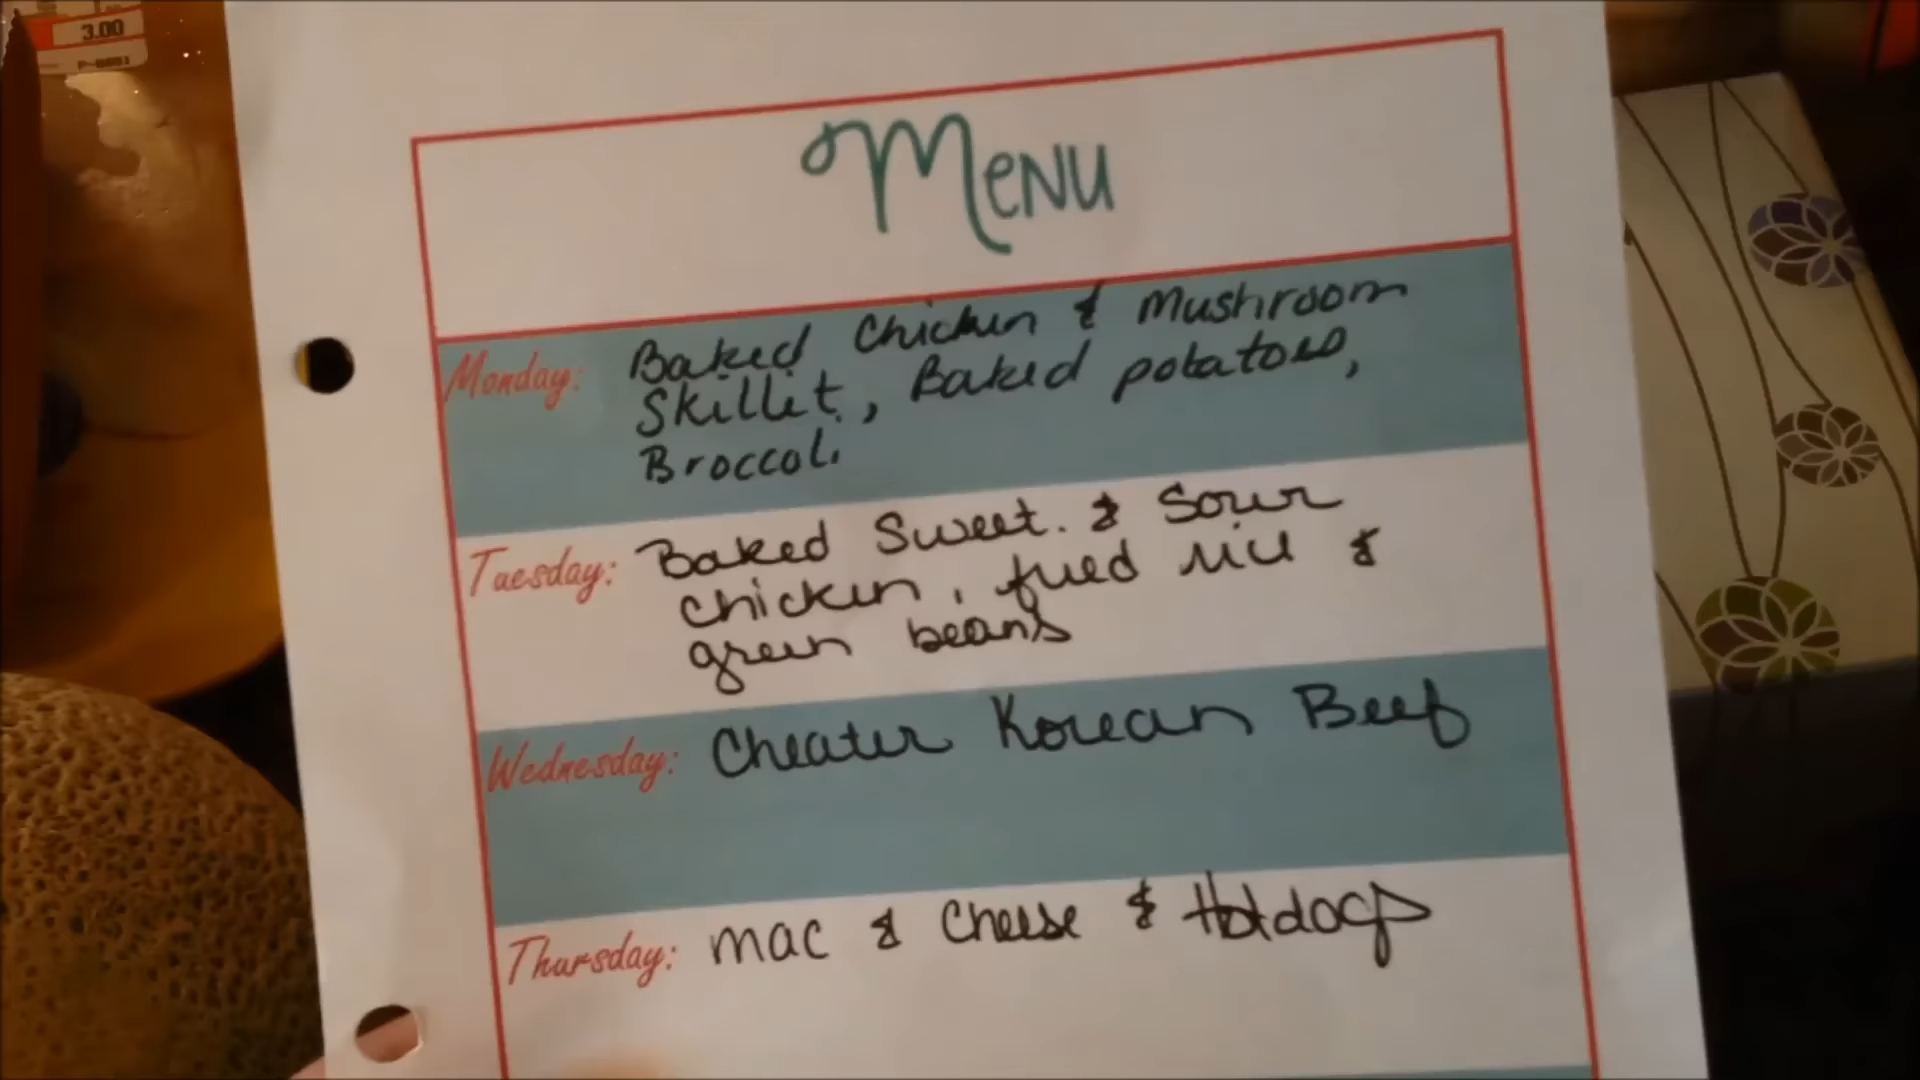 3.00
P-0051
Menu
Monday: Baked Chicken & Mushroom
Skillit, Baked potatoes,
Broccoli
Tuesday: Baked Sweet & Sour
chicken, fried rice &
green beans
Wednesday: Cheater Korean Beef
Thursday: Mac & Cheese & Hotdogs